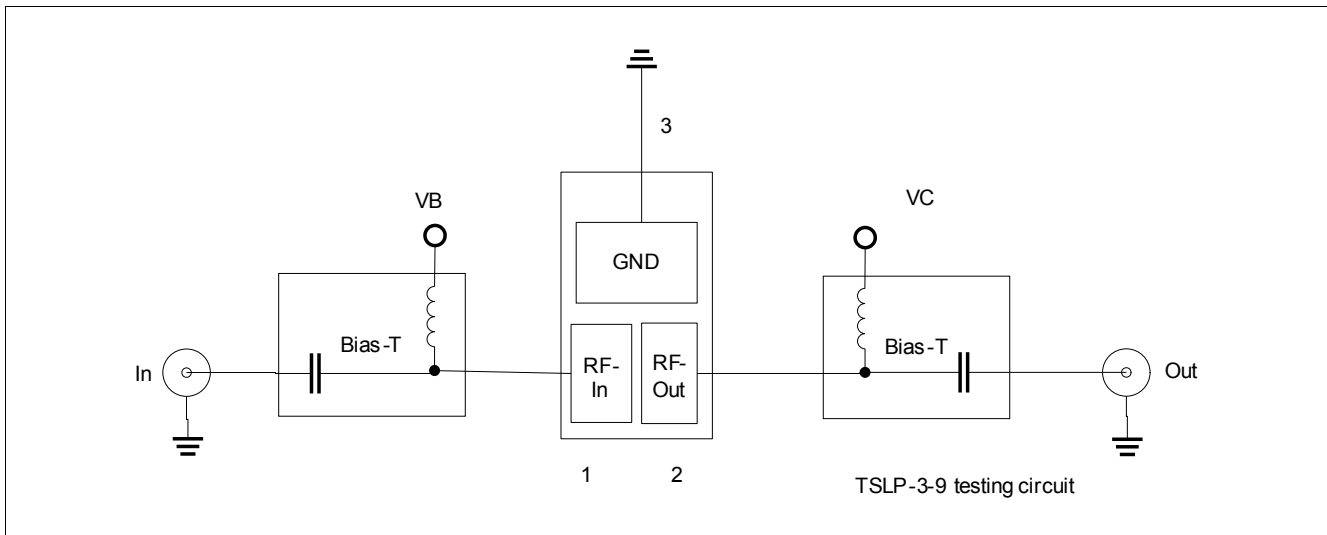 3
VB
VC
GND
Bias-T
Bias-T
In
RF-
In
RF-
Out
Out
1
2
TSLP-3-9 testing circuit